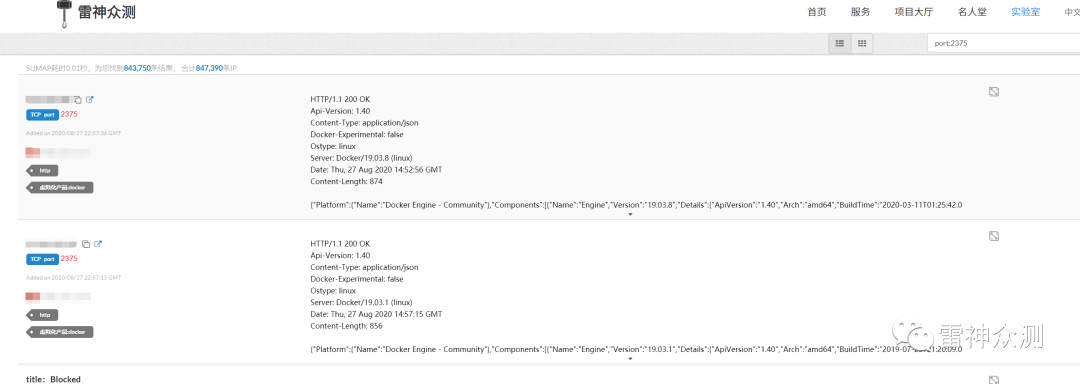 雷神众测
首页 服务 项目大厅 名人堂 实验室 中文
port:2375
SUMAP耗时0.01秒，为您找到843,750条结果，合计847,390条IP
TCP port 2375
Added on 2020/08/27 22:57:36 GMT
http
虚拟化产品:docker
HTTP/1.1 200 OK
Api-Version: 1.40
Content-Type: application/json
Docker-Experimental: false
Ostype: linux
Server: Docker/19.03.8 (linux)
Date: Thu, 27 Aug 2020 14:52:56 GMT
Content-Length: 874
{"Platform":{"Name":"Docker Engine - Community"},"Components":[{"Name":"Engine","Version":"19.03.8","Details":{"ApiVersion":"1.40","Arch":"amd64","BuildTime":"2020-03-11T01:25:42.0
TCP port 2375
Added on 2020/08/27 22:57:15 GMT
http
虚拟化产品:docker
HTTP/1.1 200 OK
Api-Version: 1.40
Content-Type: application/json
Docker-Experimental: false
Ostype: linux
Server: Docker/19.03.1 (linux)
Date: Thu, 27 Aug 2020 14:57:15 GMT
Content-Length: 856
{"Platform":{"Name":"Docker Engine - Community"},"Components":[{"Name":"Engine","Version":"19.03.1","Details":{"ApiVersion":"1.40","Arch":"amd64","BuildTime":"2019-07-25T21:20:09.0
雷神众测
title：Blocked